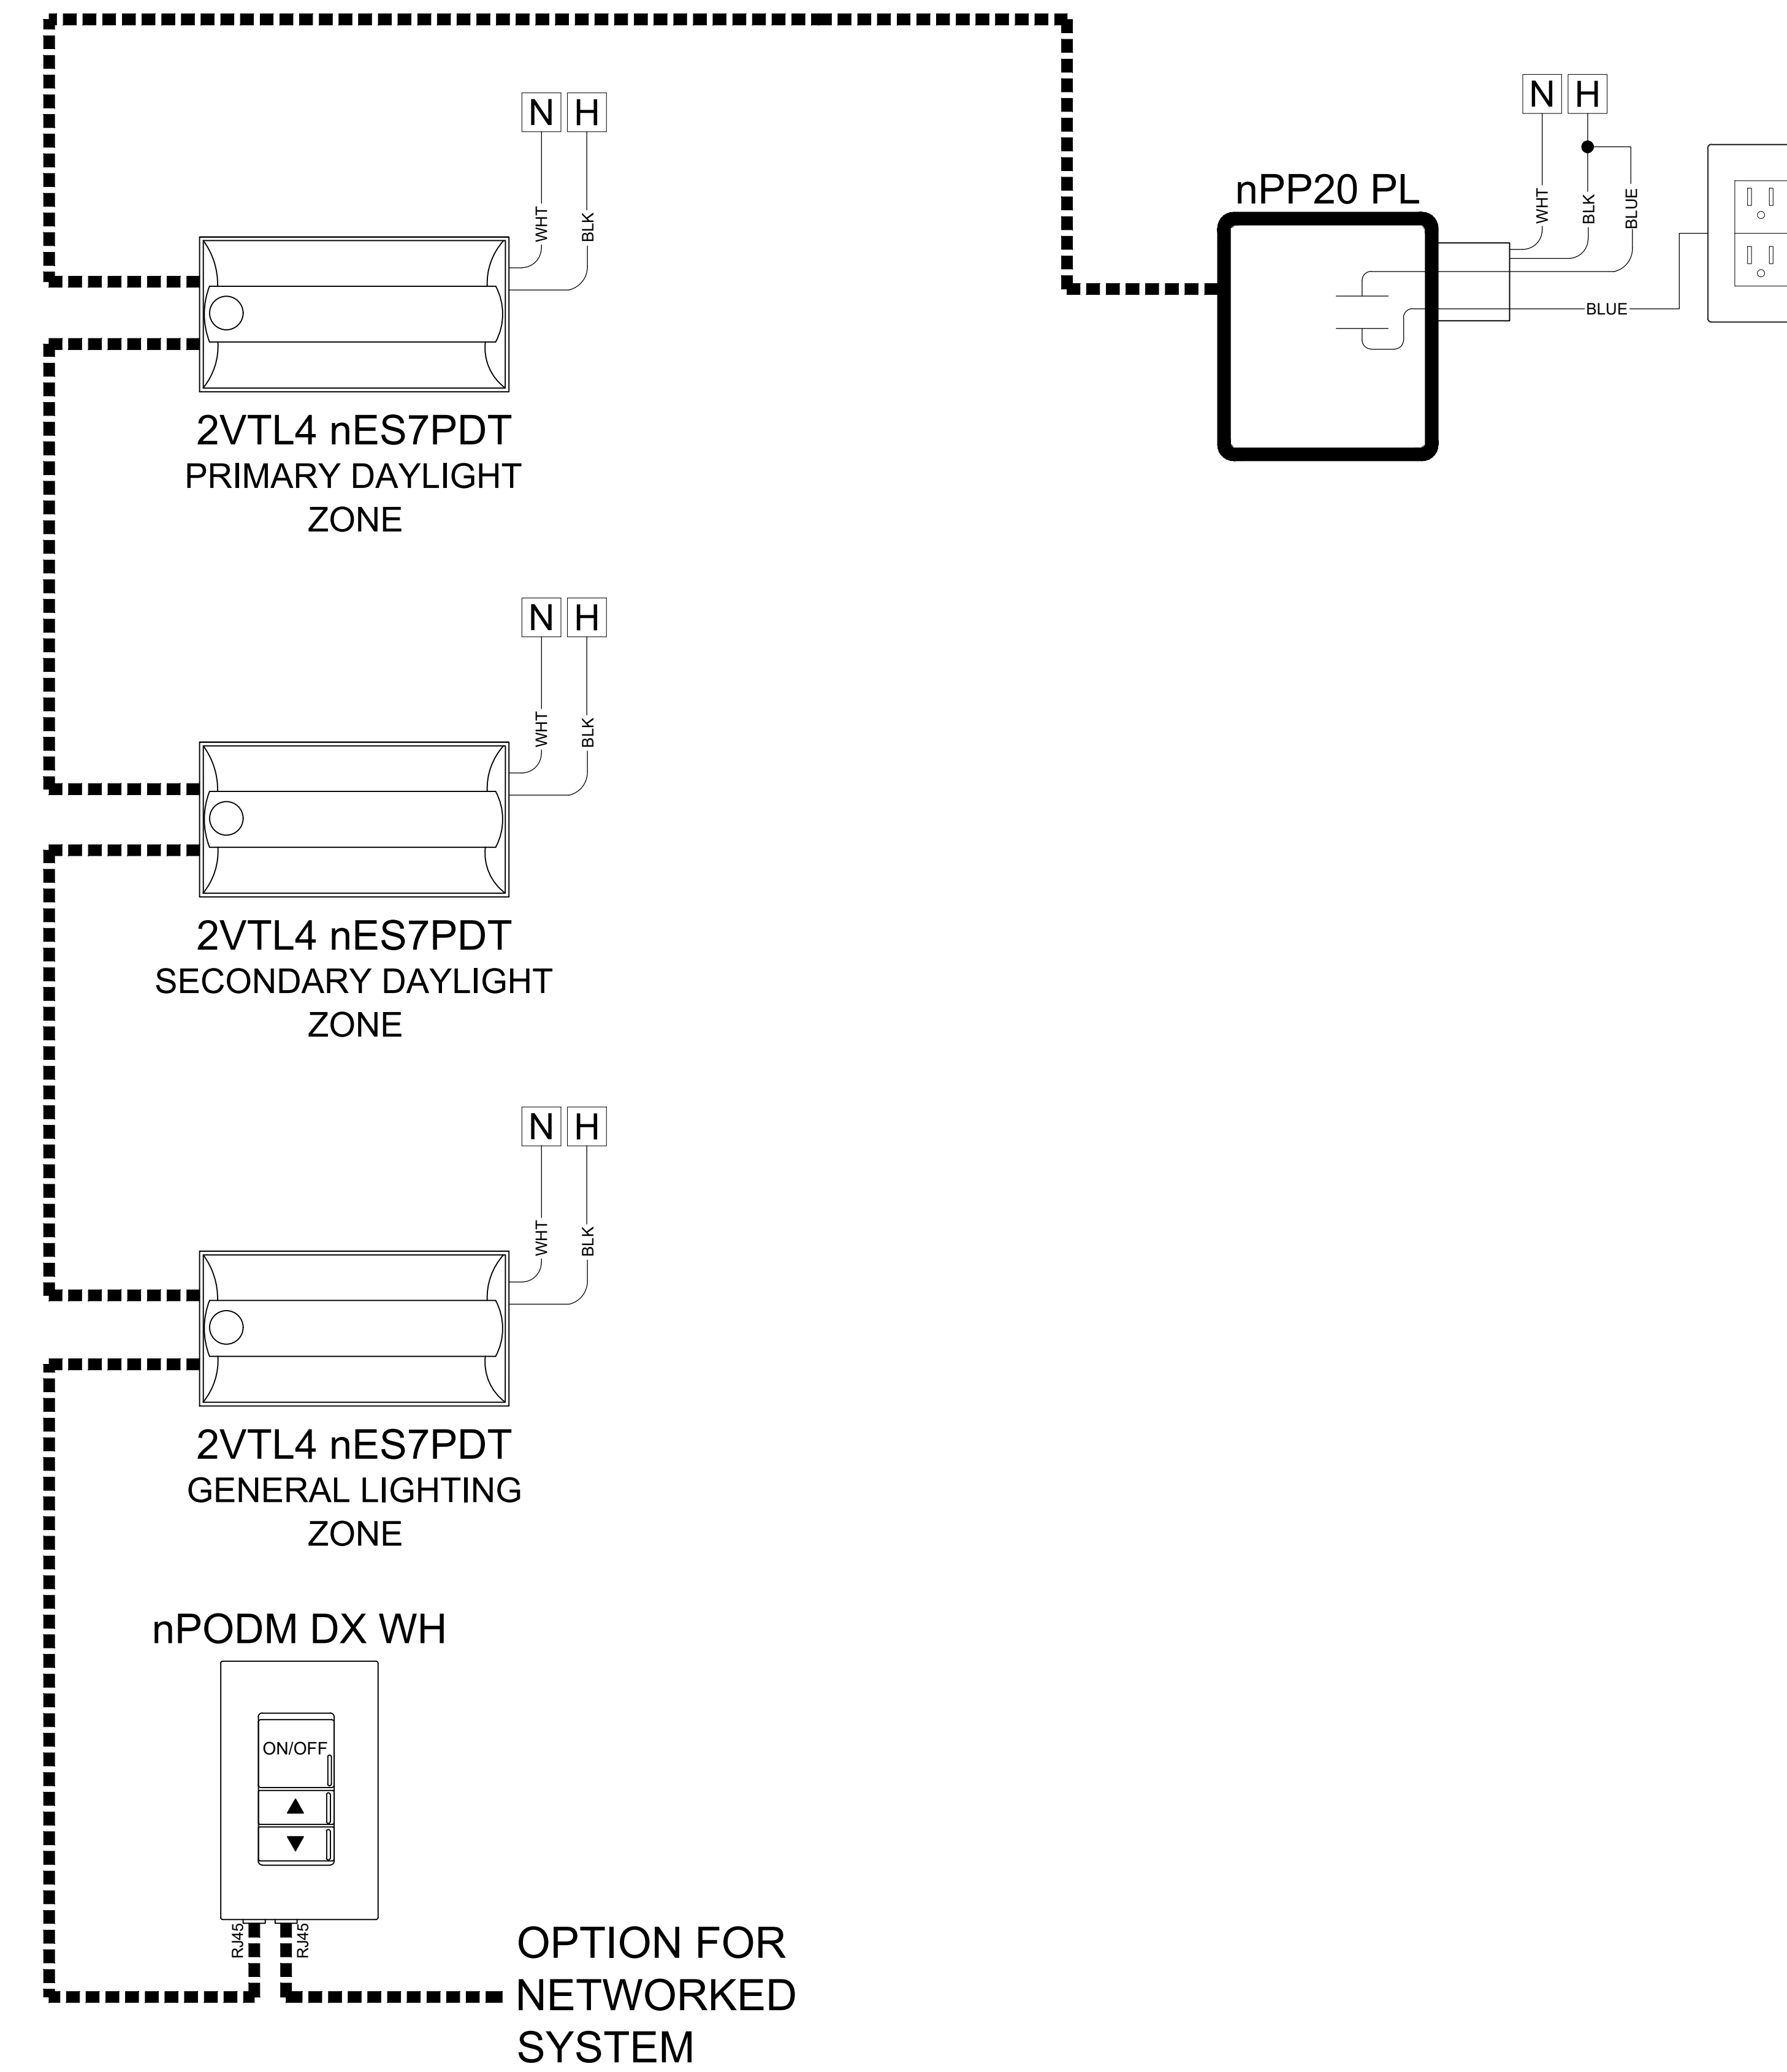 N H
WHT
BLK
2VTL4 nES7PDT
PRIMARY DAYLIGHT
ZONE
nPP20 PL
N H
WHT
BLK
BLUE
BLUE
N H
WHT
BLK
2VTL4 nES7PDT
SECONDARY DAYLIGHT
ZONE
N H
WHT
BLK
2VTL4 nES7PDT
GENERAL LIGHTING
ZONE
nPODM DX WH
ON/OFF
RJ45
RJ45
OPTION FOR
NETWORKED
SYSTEM